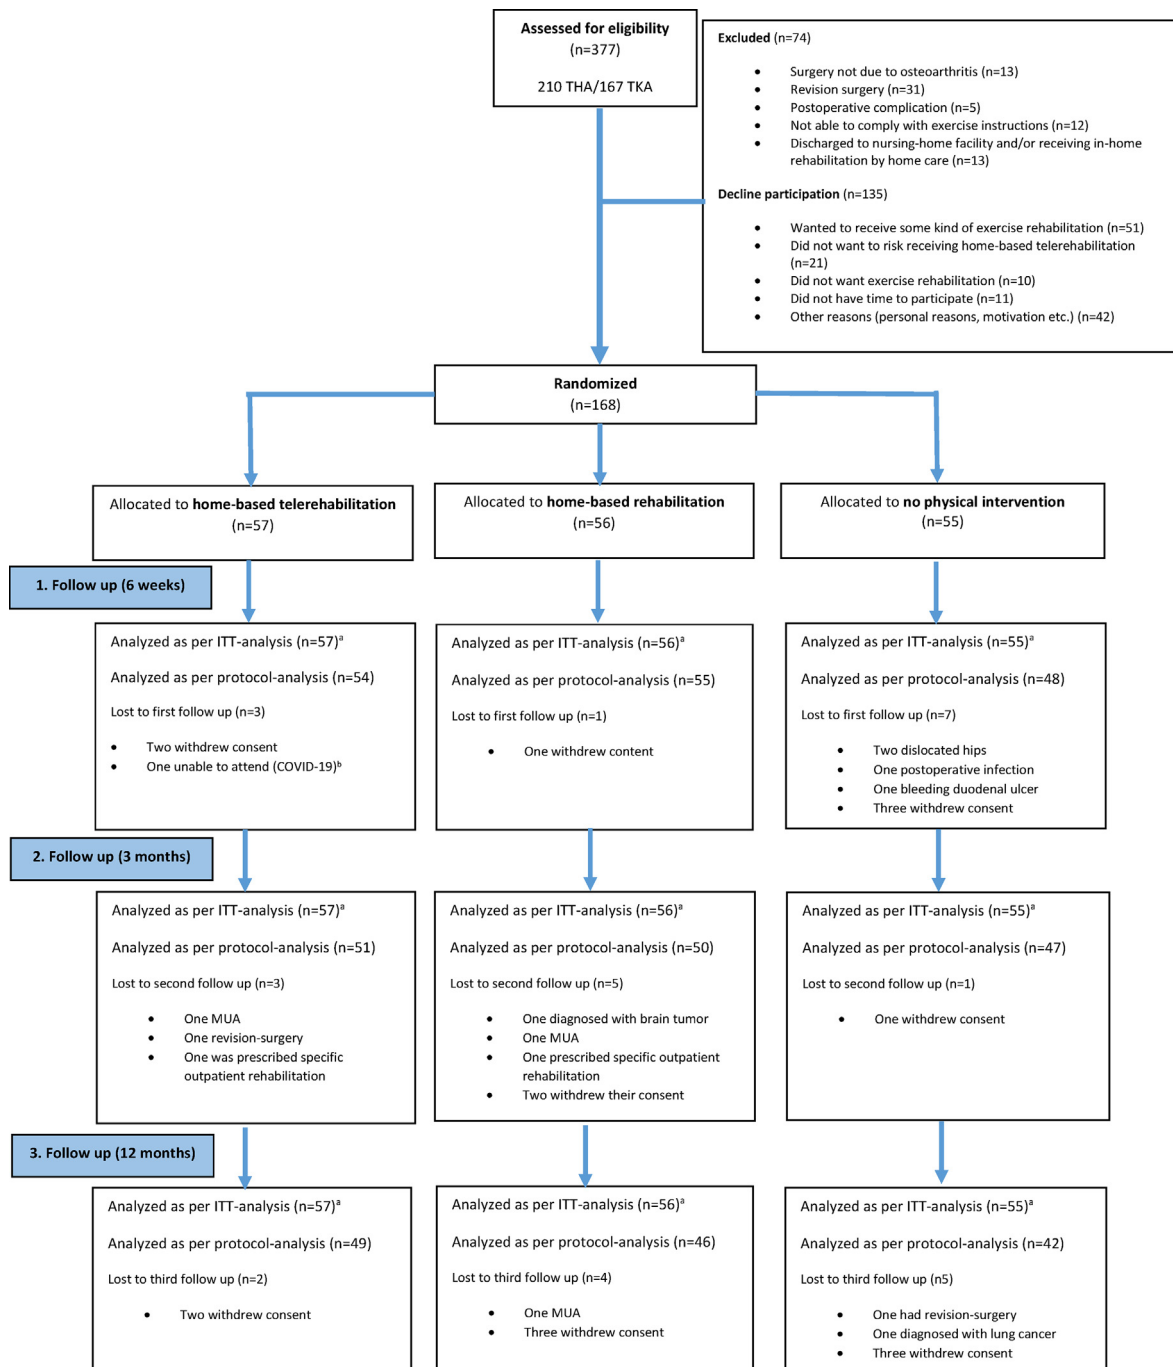 Assessed for eligibility
(n=377)
210 THA/167 TKA
Excluded (n=74)
• Surgery not due to osteoarthritis (n=13)
• Revision surgery (n=31)
• Postoperative complication (n=5)
• Not able to comply with exercise instructions (n=12)
• Discharged to nursing-home facility and/or receiving in-home
rehabilitation by home care (n=13)
Decline participation (n=135)
• Wanted to receive some kind of exercise rehabilitation (n=51)
• Did not want to risk receiving home-based telerehabilitation
(n=21)
• Did not want exercise rehabilitation (n=10)
• Did not have time to participate (n=11)
• Other reasons (personal reasons, motivation etc.) (n=42)
Randomized
(n=168)
Allocated to home-based telerehabilitation
(n=57)
Allocated to home-based rehabilitation
(n=56)
Allocated to no physical intervention
(n=55)
1. Follow up (6 weeks)
Analyzed as per ITT-analysis (n=57)ᵃ
Analyzed as per protocol-analysis (n=54)
Lost to first follow up (n=3)
• Two withdrew consent
• One unable to attend (COVID-19)ᵇ
Analyzed as per ITT-analysis (n=56)ᵃ
Analyzed as per protocol-analysis (n=55)
Lost to first follow up (n=1)
• One withdrew content
Analyzed as per ITT-analysis (n=55)ᵃ
Analyzed as per protocol-analysis (n=48)
Lost to first follow up (n=7)
• Two dislocated hips
• One postoperative infection
• One bleeding duodenal ulcer
• Three withdrew consent
2. Follow up (3 months)
Analyzed as per ITT-analysis (n=57)ᵃ
Analyzed as per protocol-analysis (n=51)
Lost to second follow up (n=3)
• One MUA
• One revision-surgery
• One was prescribed specific
outpatient rehabilitation
Analyzed as per ITT-analysis (n=56)ᵃ
Analyzed as per protocol-analysis (n=50)
Lost to second follow up (n=5)
• One diagnosed with brain tumor
• One MUA
• One prescribed specific outpatient
rehabilitation
• Two withdrew their consent
Analyzed as per ITT-analysis (n=55)ᵃ
Analyzed as per protocol-analysis (n=47)
Lost to second follow up (n=1)
• One withdrew consent
3. Follow up (12 months)
Analyzed as per ITT-analysis (n=57)ᵃ
Analyzed as per protocol-analysis (n=49)
Lost to third follow up (n=2)
• Two withdrew consent
Analyzed as per ITT-analysis (n=56)ᵃ
Analyzed as per protocol-analysis (n=46)
Lost to third follow up (n=4)
• One MUA
• Three withdrew consent
Analyzed as per ITT-analysis (n=55)ᵃ
Analyzed as per protocol-analysis (n=42)
Lost to third follow up (n5)
• One had revision-surgery
• One diagnosed with lung cancer
• Three withdrew consent